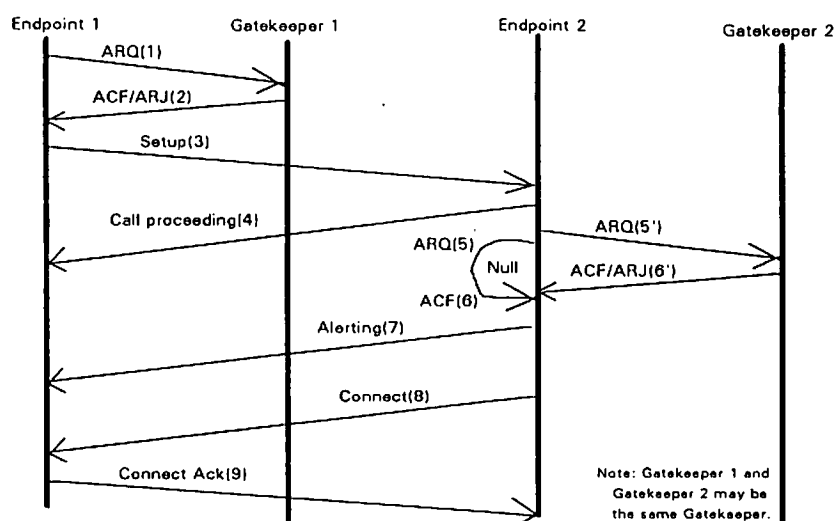 Endpoint 1
Gatekeeper 1
Endpoint 2
Gatekeeper 2
ARQ(1)
ACF/ARJ(2)
Setup(3)
Call proceeding(4)
ARQ(5')
ARQ(5)
Null
ACF/ARJ(6')
ACF(6)
Alerting(7)
Connect(8)
Connect Ack(9)
Note: Gatekeeper 1 and
Gatekeeper 2 may be
the same Gatekeeper.